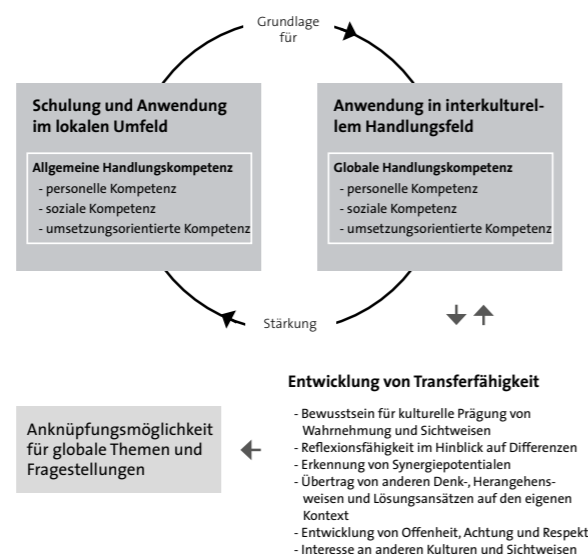 Grundlage
für
Schulung und Anwendung
im lokalen Umfeld
Allgemeine Handlungskompetenz
- personelle Kompetenz
- soziale Kompetenz
- umsetzungsorientierte Kompetenz
Anwendung in interkulturel-
lem Handlungsfeld
Globale Handlungskompetenz
- personelle Kompetenz
- soziale Kompetenz
- umsetzungsorientierte Kompetenz
Stärkung
Entwicklung von Transferfähigkeit
- Bewusstsein für kulturelle Prägung von
Wahrnehmung und Sichtweisen
- Reflexionsfähigkeit im Hinblick auf Differenzen
- Erkennung von Synergiepotentialen
- Übertrag von anderen Denk-, Herangehens-
weisen und Lösungsansätzen auf den eigenen
Kontext
- Entwicklung von Offenheit, Achtung und Respekt
- Interesse an anderen Kulturen und Sichtweisen
Anknüpfungsmöglichkeit
für globale Themen und
Fragestellungen